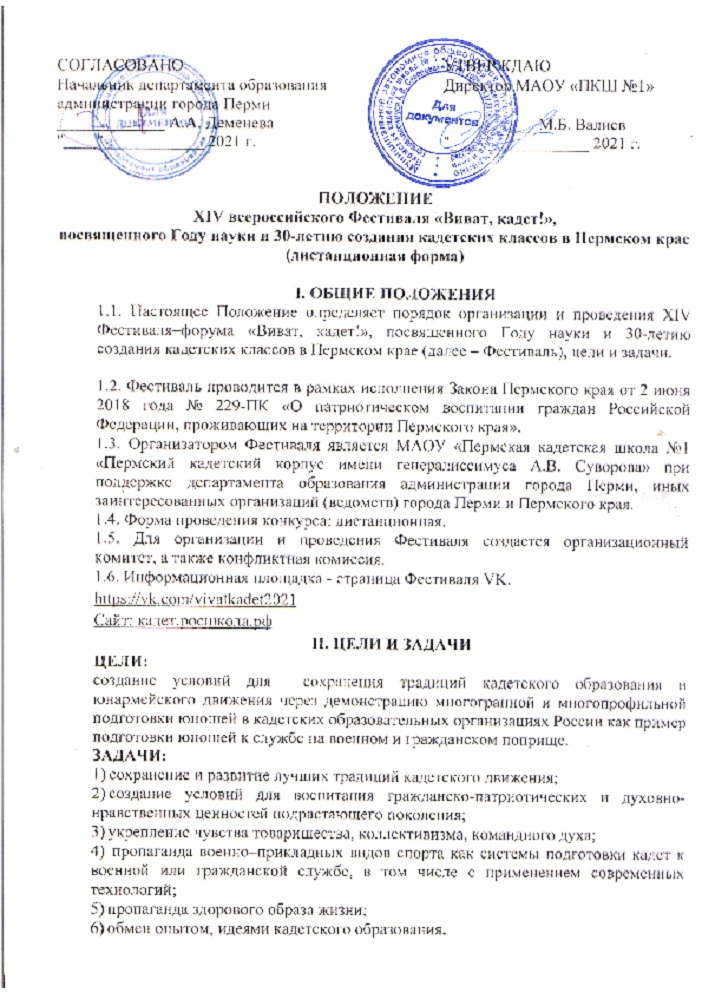 СОГЛАСОВАНО
Начальник департамента образования
администрации города Перми
А.А. Деменева
2021 г.
УТВЕРЖДАЮ
Директор МАОУ «ПКШ №1»
М.Б. Валиев
2021 г.
Для
документов
ПОЛОЖЕНИЕ
XIV всероссийского Фестиваля «Виват, кадет!»,
посвященного Году науки и 30-летию создания кадетских классов в Пермском крае
(дистанционная форма)
I. ОБЩИЕ ПОЛОЖЕНИЯ
1.1. Настоящее Положение определяет порядок организации и проведения XIV
Фестиваля–форума «Виват, кадет!», посвященного Году науки и 30-летию
создания кадетских классов в Пермском крае (далее – Фестиваль), цели и задачи.
1.2. Фестиваль проводится в рамках исполнения Закона Пермского края от 2 июня
2018 года № 229-ПК «О патриотическом воспитании граждан Российской
Федерации, проживающих на территории Пермского края».
1.3. Организатором Фестиваля является МАОУ «Пермская кадетская школа №1
«Пермский кадетский корпус имени генералиссимуса А.В. Суворова» при
поддержке департамента образования администрации города Перми, иных
заинтересованных организаций (ведомств) города Перми и Пермского края.
1.4. Форма проведения конкурса: дистанционная.
1.5. Для организации и проведения Фестиваля создается организационный
комитет, а также конфликтная комиссия.
1.6. Информационная площадка - страница Фестиваля VK.
https://vk.com/vivatkadet2021
Сайт: кадет.росшкола.рф
II. ЦЕЛИ И ЗАДАЧИ
ЦЕЛИ:
создание условий для сохранения традиций кадетского образования и
юнармейского движения через демонстрацию многогранной и многопрофильной
подготовки юношей в кадетских образовательных организациях России как пример
подготовки юношей к службе на военном и гражданском поприще.
ЗАДАЧИ:
1) сохранение и развитие лучших традиций кадетского движения;
2) создание условий для воспитания гражданско-патриотических и духовно-
нравственных ценностей подрастающего поколения;
3) укрепление чувства товарищества, коллективизма, командного духа;
4) пропаганда военно–прикладных видов спорта как системы подготовки кадет к
военной или гражданской службе, в том числе с применением современных
технологий;
5) пропаганда здорового образа жизни;
6) обмен опытом, идеями кадетского образования.